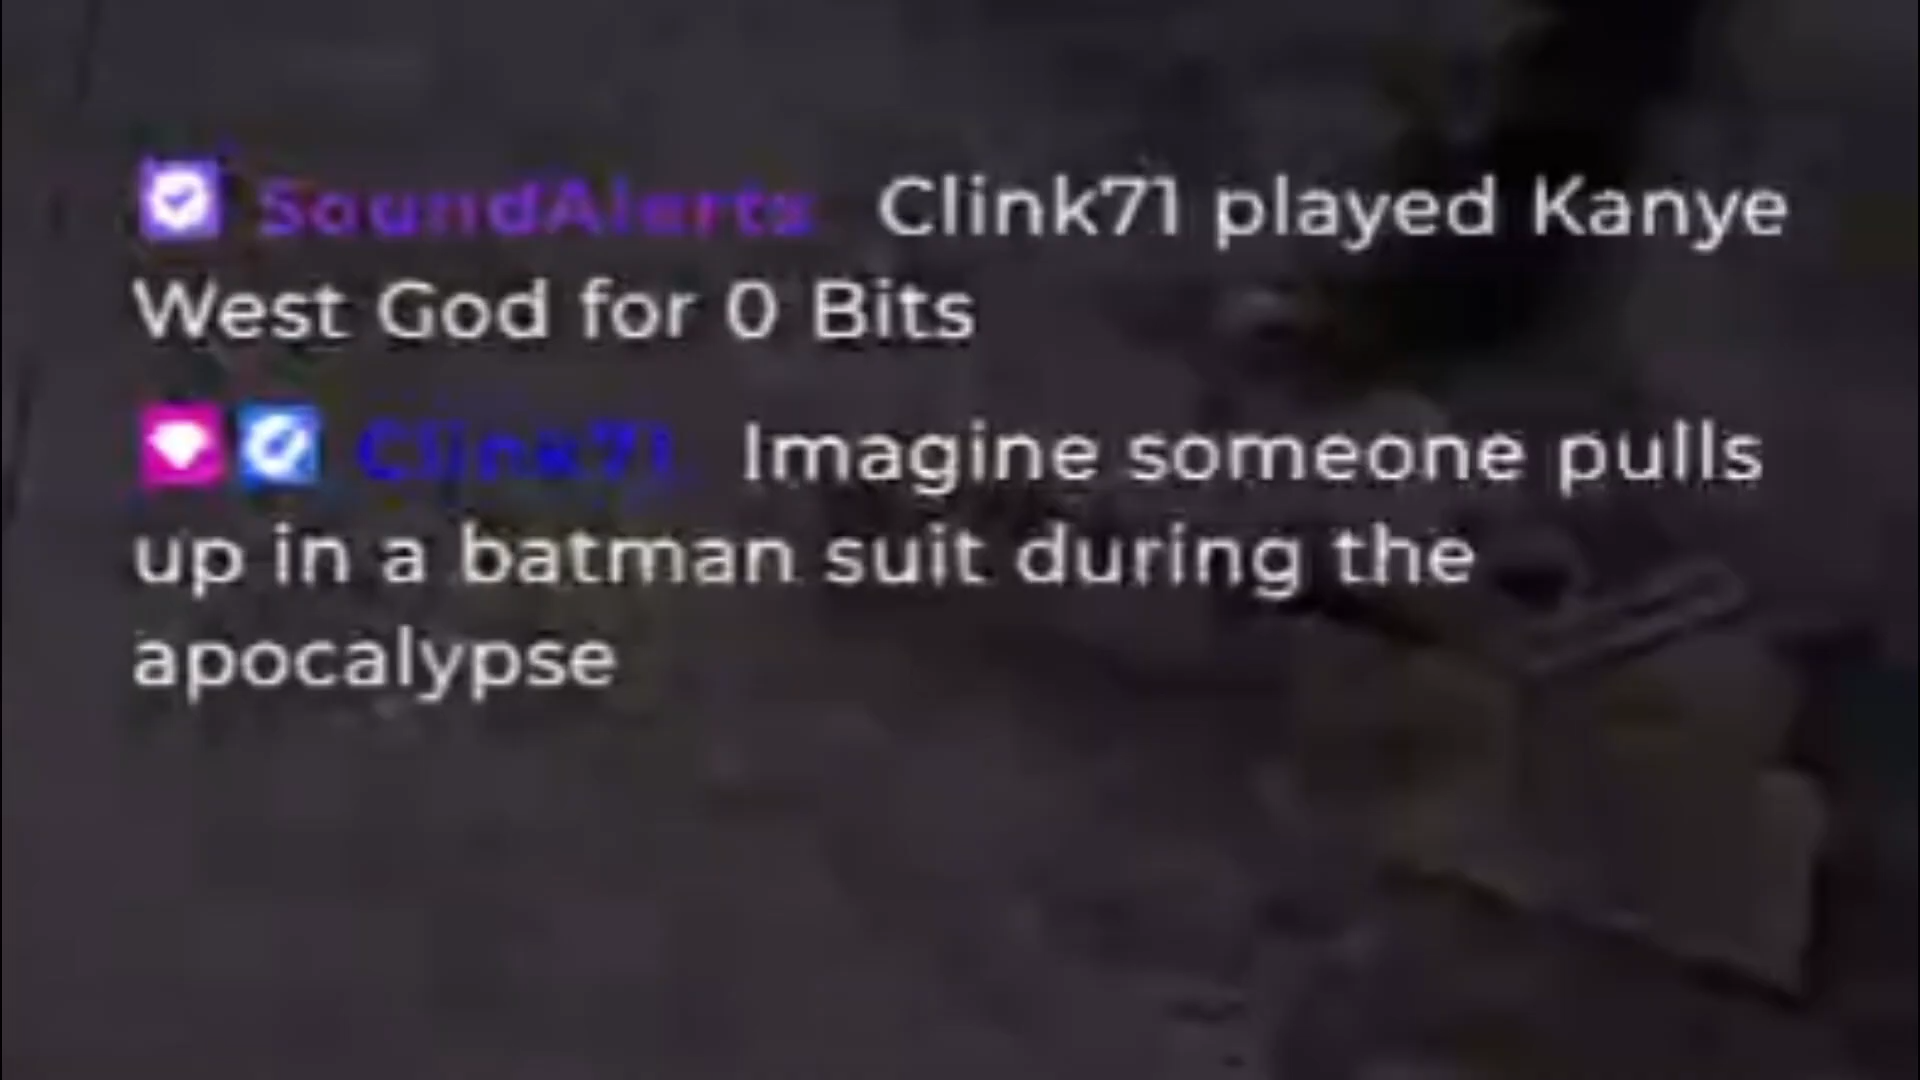 SoundAlerts Clink71 played Kanye
West God for 0 Bits
Clink71 Imagine someone pulls
up in a batman suit during the
apocalypse